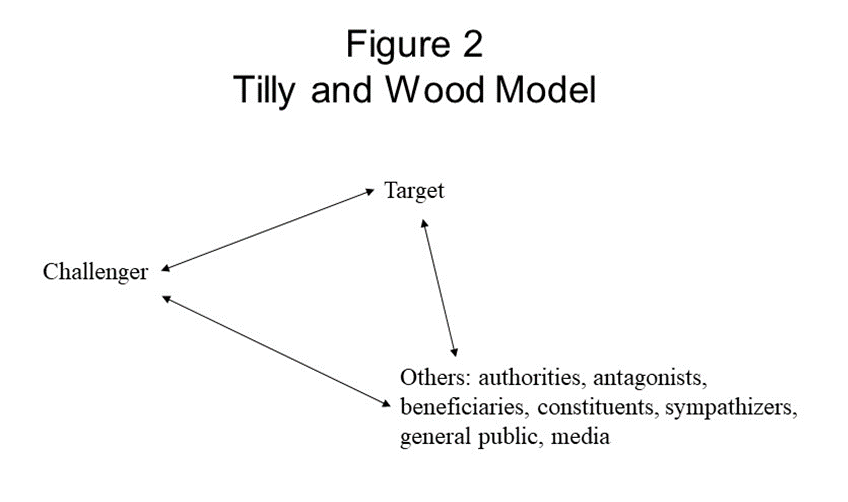 Figure 2
Tilly and Wood Model
Target
Challenger
Others: authorities, antagonists,
beneficiaries, constituents, sympathizers,
general public, media